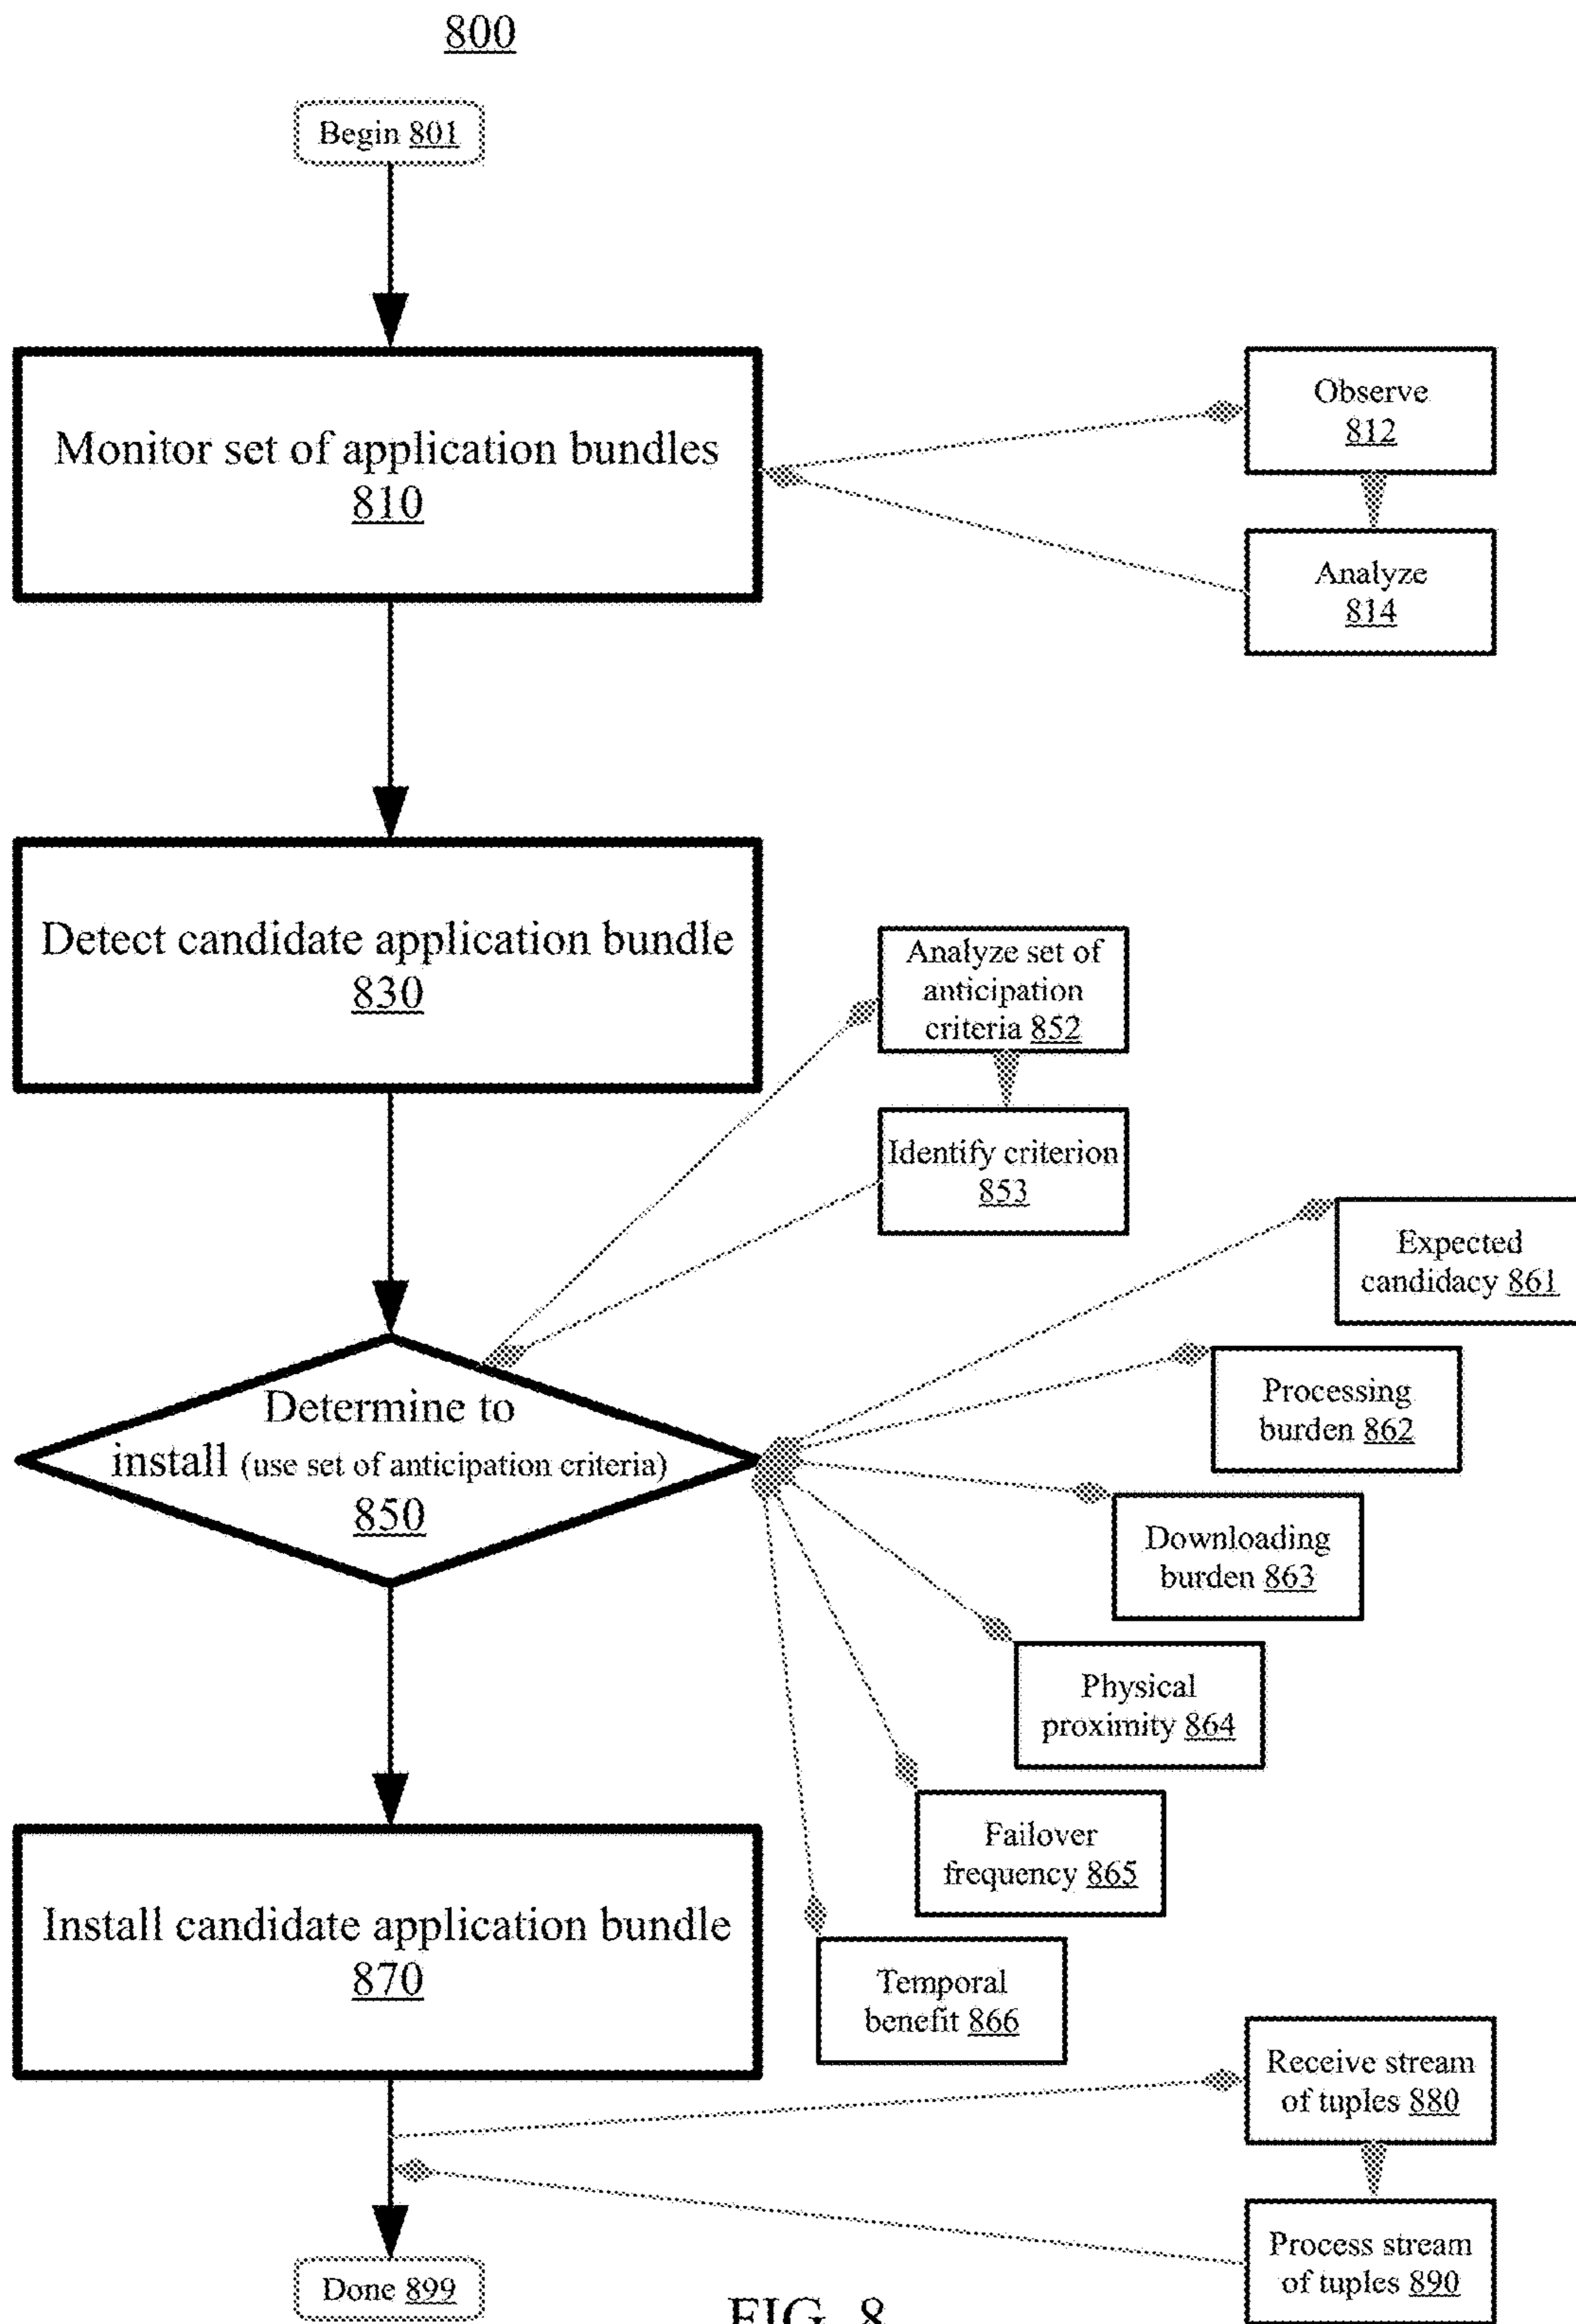 800
Begin 801
Monitor set of application bundles
810
Observe
812
Analyze
814
Detect candidate application bundle
830
Analyze set of
anticipation
criteria 852
Identify criterion
853
Determine to
install (use set of anticipation criteria)
850
Expected
candidacy 861
Processing
burden 862
Downloading
burden 863
Physical
proximity 864
Failover
frequency 865
Temporal
benefit 866
Install candidate application bundle
870
Receive stream
of tuples 880
Process stream
of tuples 890
Done 899
FIG. 8